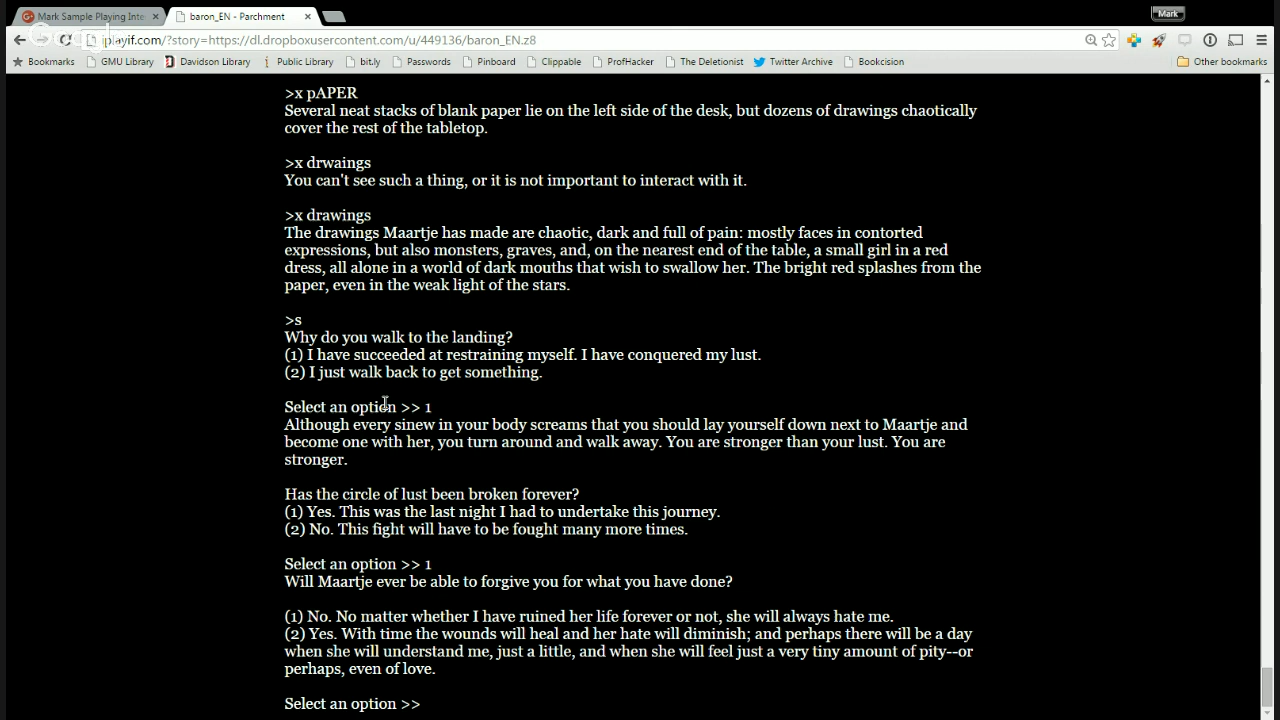 Mark Sample Playing Inte
baron_EN - Parchment
Mark
iplayif.com/?story=https://dl.dropboxusercontent.com/u/449136/baron_EN.z8
Bookmarks GMU Library Davidson Library Public Library bit.ly Passwords Pinboard Clippable ProfHacker The Deletionist Twitter Archive Bookcision Other bookmarks
>x pAPER
Several neat stacks of blank paper lie on the left side of the desk, but dozens of drawings chaotically
cover the rest of the tabletop.
>x drwaings
You can't see such a thing, or it is not important to interact with it.
>x drawings
The drawings Maartje has made are chaotic, dark and full of pain: mostly faces in contorted
expressions, but also monsters, graves, and, on the nearest end of the table, a small girl in a red
dress, all alone in a world of dark mouths that wish to swallow her. The bright red splashes from the
paper, even in the weak light of the stars.
>s
Why do you walk to the landing?
(1) I have succeeded at restraining myself. I have conquered my lust.
(2) I just walk back to get something.
Select an option >> 1
Although every sinew in your body screams that you should lay yourself down next to Maartje and
become one with her, you turn around and walk away. You are stronger than your lust. You are
stronger.
Has the circle of lust been broken forever?
(1) Yes. This was the last night I had to undertake this journey.
(2) No. This fight will have to be fought many more times.
Select an option >> 1
Will Maartje ever be able to forgive you for what you have done?
(1) No. No matter whether I have ruined her life forever or not, she will always hate me.
(2) Yes. With time the wounds will heal and her hate will diminish; and perhaps there will be a day
when she will understand me, just a little, and when she will feel just a very tiny amount of pity--or
perhaps, even of love.
Select an option >>